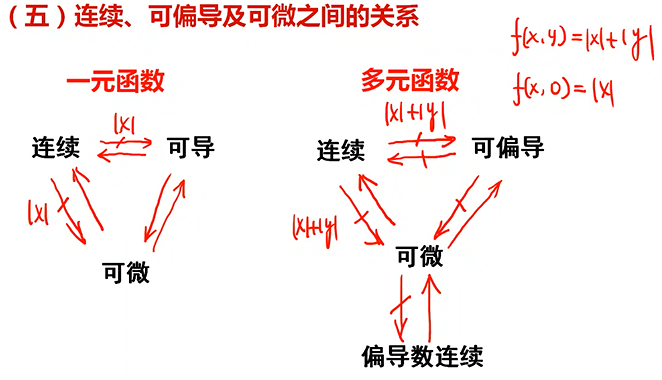 （五）连续、可偏导及可微之间的关系
f(x,y)=|x|+|y|
f(x,0)=|x|
一元函数
多元函数
|x|
|x|+|y|
连续
可导
连续
可偏导
|x|
|x|+|y|
可微
可微
偏导数连续